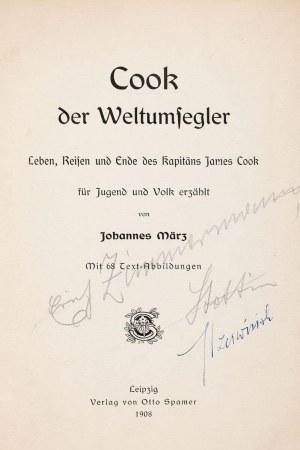 Cook
der Weltumsegler
Leben, Reisen und Ende des Kapitäns James Cook
für Jugend und Volk erzählt
von
Johannes März
Mit 68 Text-Abbildungen
Zimmermann
Stettin
Leipzig
Verlag von Otto Spamer
1908